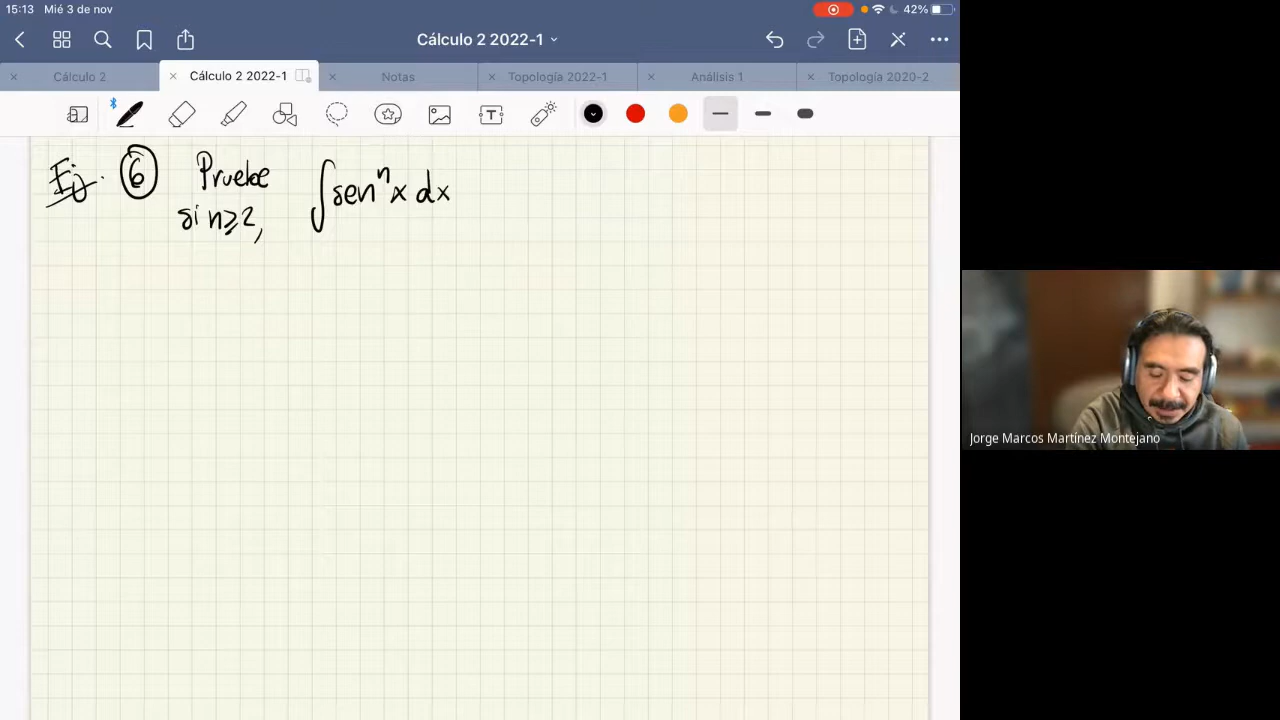 15:13 Mié 3 de nov 42%
Cálculo 2 2022-1
Cálculo 2 Cálculo 2 2022-1 Notas Topología 2022-1 Análisis 1 Topología 2020-2
Ej. 6 Pruebe ∫senⁿx dx
si n≥2,
Jorge Marcos Martínez Montejano